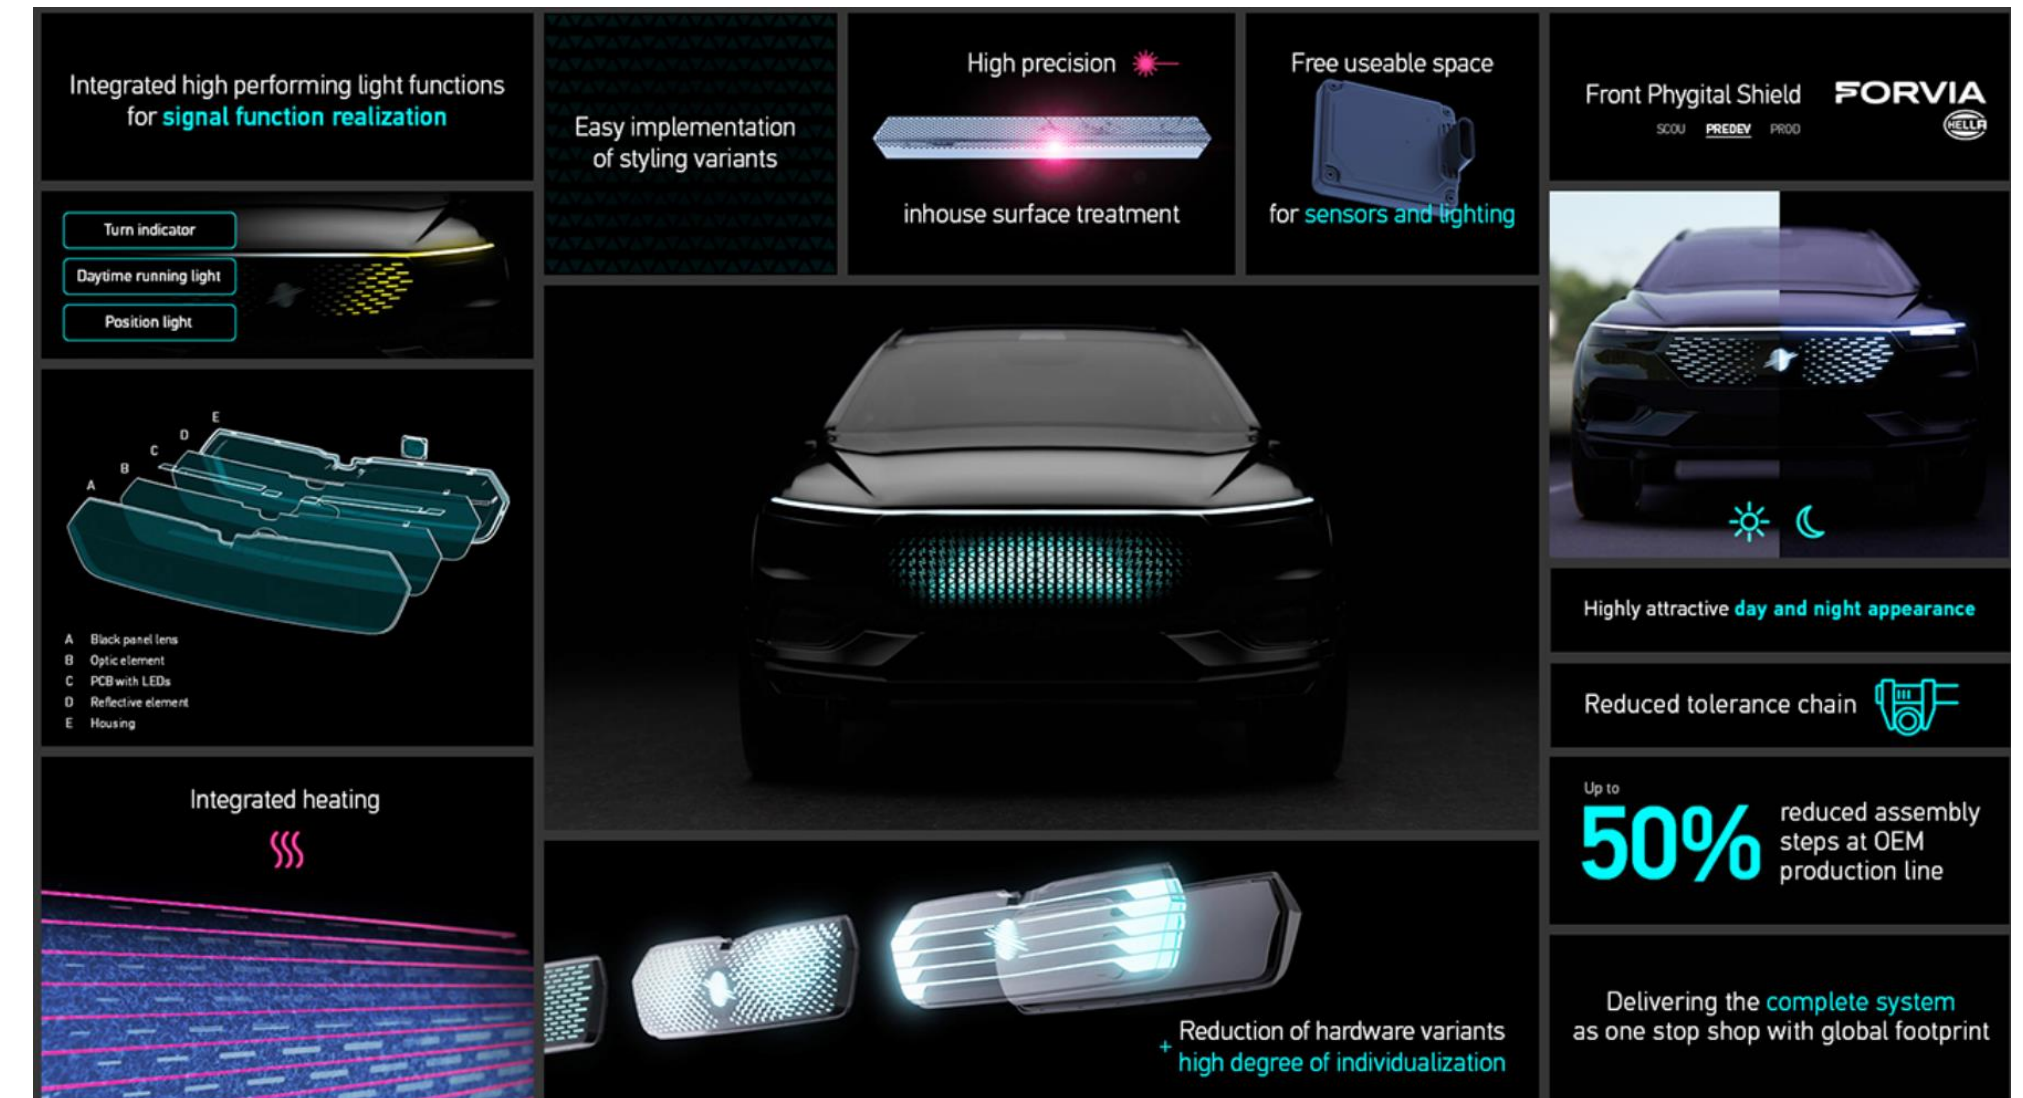 Integrated high performing light functions
for signal function realization
Turn indicator
Daytime running light
Position light
E
D
C
B
A
A Black panel lens
B Optic element
C PCB with LEDs
D Reflective element
E Housing
Integrated heating
Easy implementation
of styling variants
High precision
inhouse surface treatment
Free useable space
for sensors and lighting
+ Reduction of hardware variants
high degree of individualization
Front Phygital Shield
SCOU PREDEV PROD
FORVIA
HELLA
Highly attractive day and night appearance
Reduced tolerance chain
Up to
50%
reduced assembly
steps at OEM
production line
Delivering the complete system
as one stop shop with global footprint